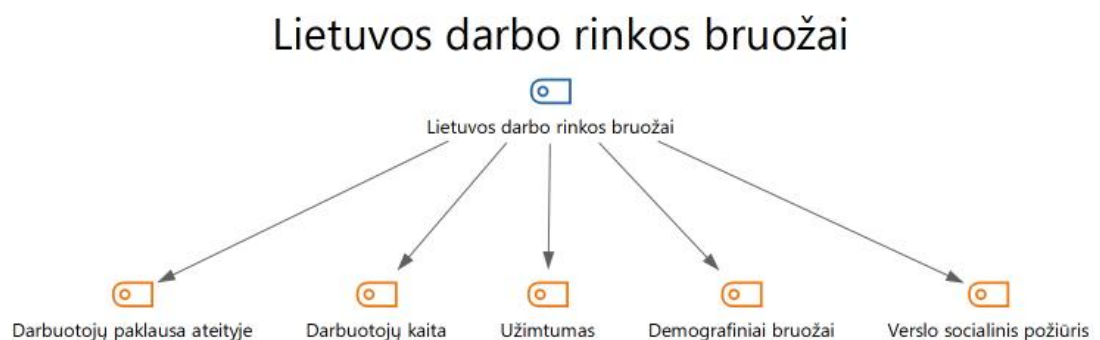 Lietuvos darbo rinkos bruožai
Lietuvos darbo rinkos bruožai
Darbuotojų paklausa ateityje
Darbuotojų kaita
Užimtumas
Demografiniai bruožai
Verslo socialinis požiūris